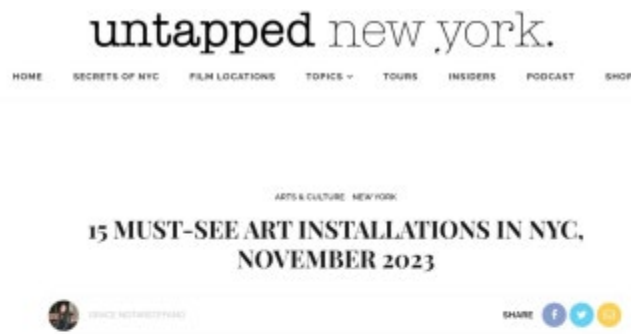 untapped new york.
HOME SECRETS OF NYC FILM LOCATIONS TOPICS TOURS INSIDERS PODCAST SHOP
ARTS & CULTURE NEW YORK
15 MUST-SEE ART INSTALLATIONS IN NYC,
NOVEMBER 2023
SHARE